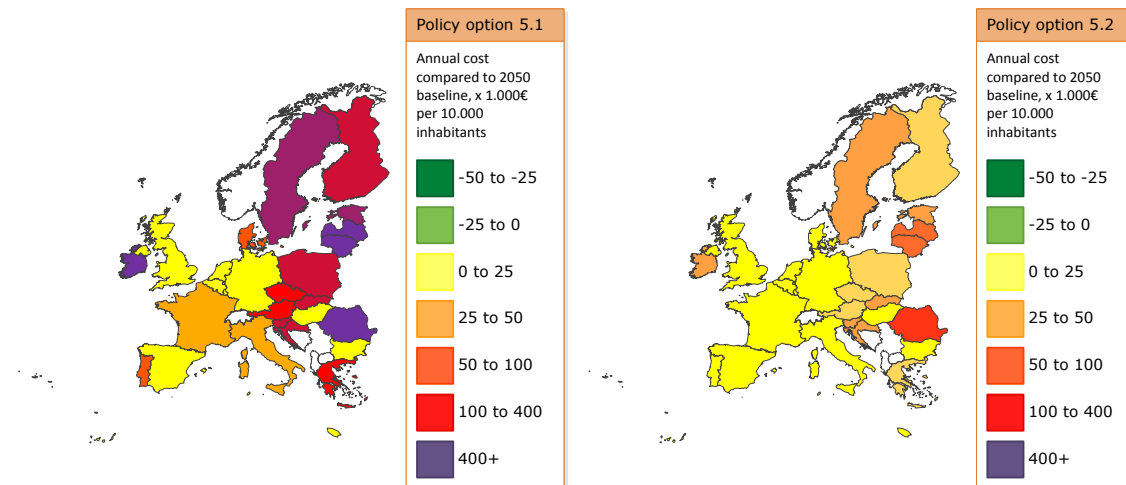 Policy option 5.1
Annual cost
compared to 2050
baseline, x 1.000€
per 10.000
inhabitants
-50 to -25
-25 to 0
0 to 25
25 to 50
50 to 100
100 to 400
400+
Policy option 5.2
Annual cost
compared to 2050
baseline, x 1.000€
per 10.000
inhabitants
-50 to -25
-25 to 0
0 to 25
25 to 50
50 to 100
100 to 400
400+